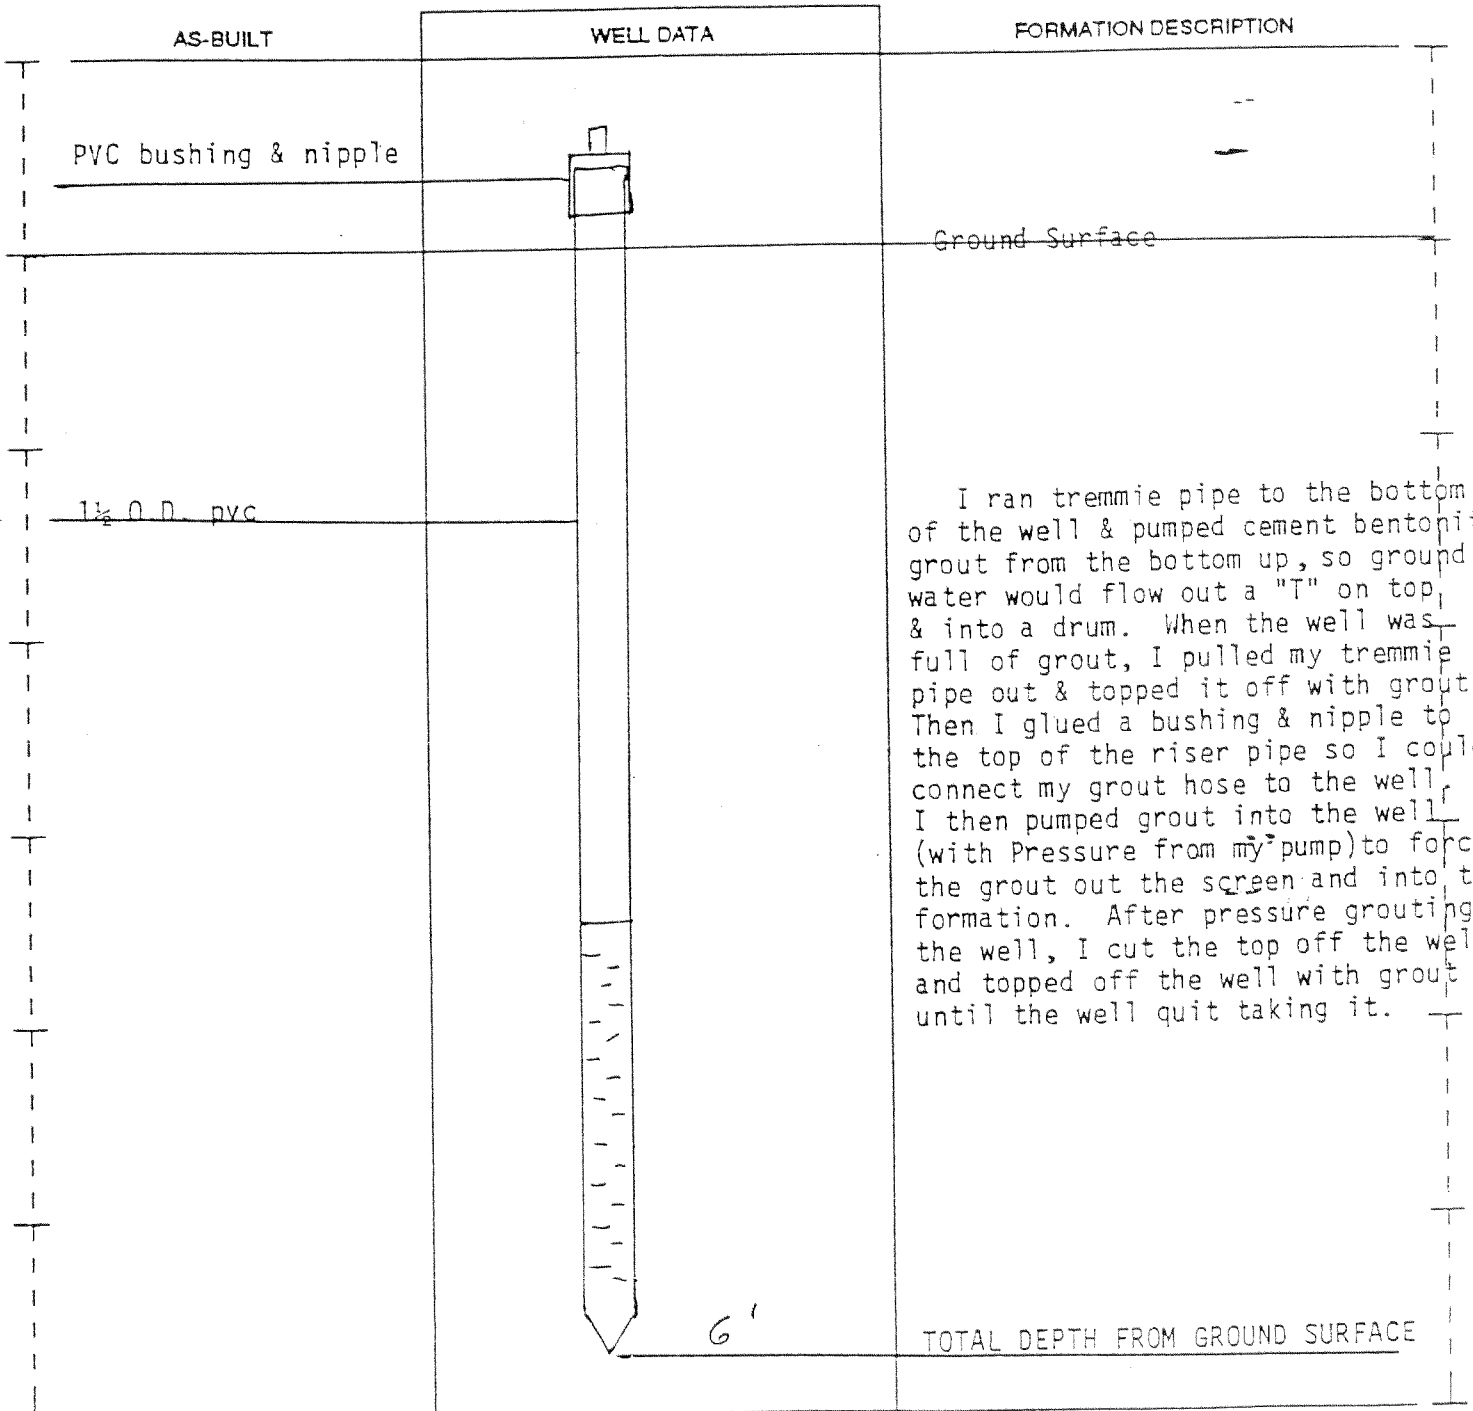 AS-BUILT
WELL DATA
FORMATION DESCRIPTION
PVC bushing & nipple
Ground Surface
1½ O.D. pvc
I ran tremmie pipe to the bottom
of the well & pumped cement
grout from the bottom up, so ground
water would flow out a "T" on top
& into a drum. When the well was
full of grout, I pulled my tremmie
pipe out & topped it off with grout
Then I glued a bushing & nipple to
the top of the riser pipe so I
connect my grout hose to the well.
I then pumped grout into the well
(with Pressure from my pump)to
the grout out the screen and into
formation. After pressure grouting
the well, I cut the top off the
and topped off the well with grout
until the well quit taking it.
6'
TOTAL DEPTH FROM GROUND SURFACE